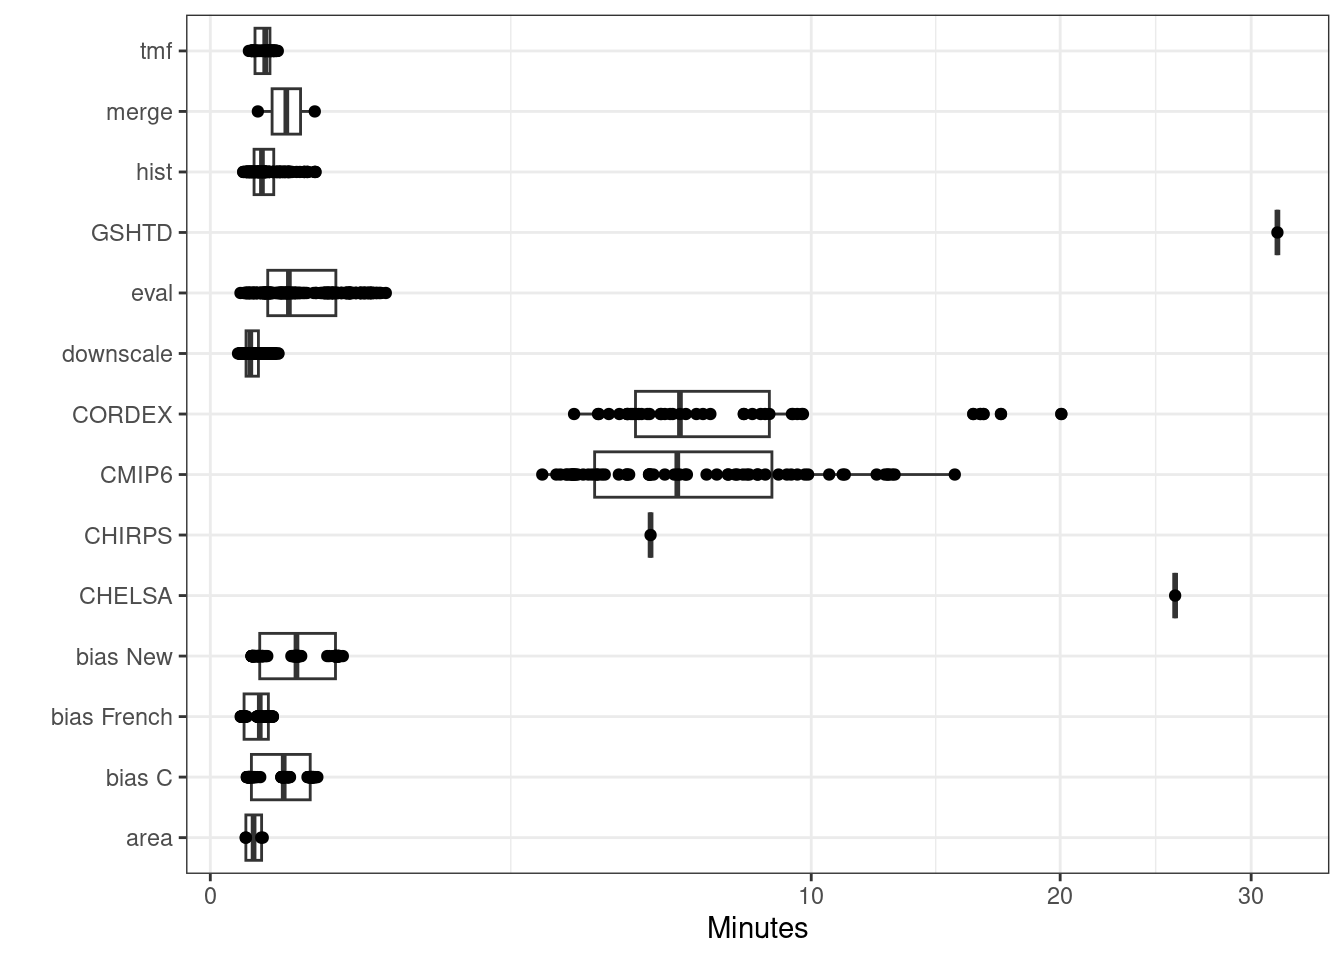 tmf
merge
hist
GSHTD
eval
downscale
CORDEX
CMIP6
CHIRPS
CHELSA
bias New
bias French
bias C
area
0 10 20 30
Minutes